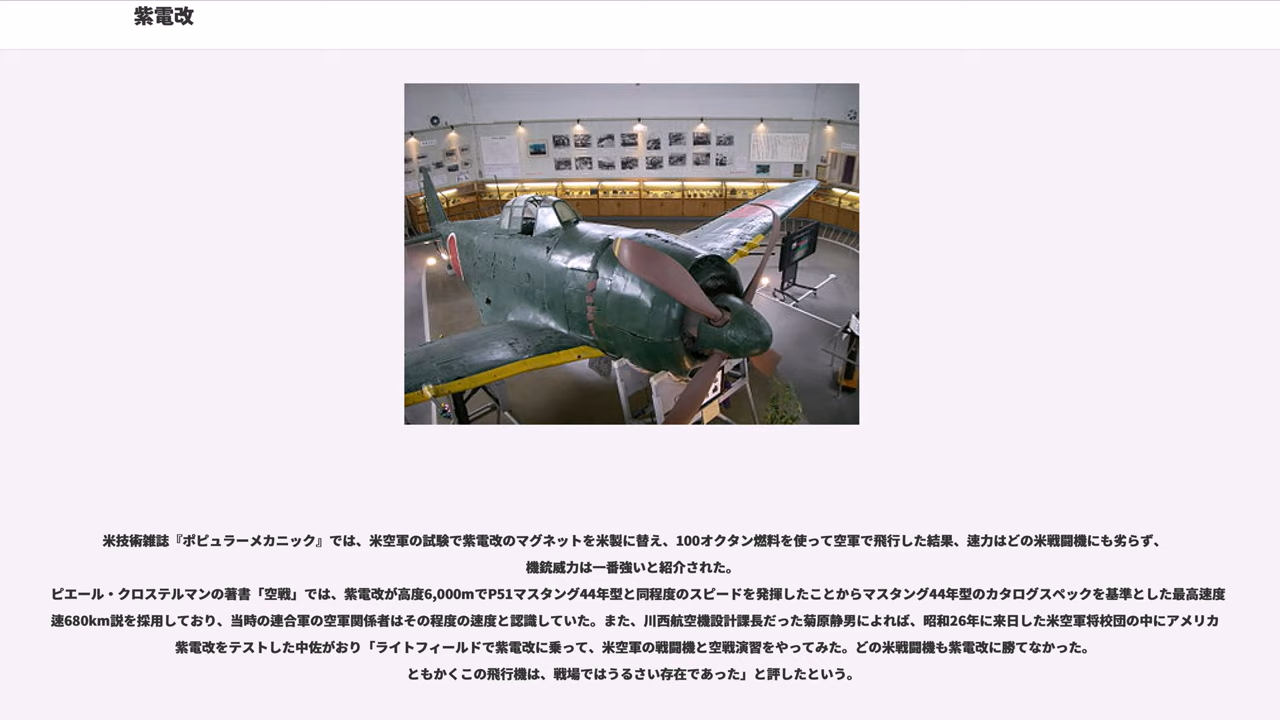 紫電改
米技術雑誌『ポピュラーメカニック』では、米空軍の試験で紫電改のマグネットを米製に替え、100オクタン燃料を使って空軍で飛行した結果、速力はどの米戦闘機にも劣らず、
機銃威力は一番強いと紹介された。
ピエール・クロステルマンの著書「空戦」では、紫電改が高度6,000mでP51マスタング44年型と同程度のスピードを発揮したことからマスタング44年型のカタログスペックを基準とした最高速度
速680km説を採用しており、当時の連合軍の空軍関係者はその程度の速度と認識していた。また、川西航空機設計課長だった菊原静男によれば、昭和26年に来日した米空軍将校団の中にアメリカ
紫電改をテストした中佐がおり「ライトフィールドで紫電改に乗って、米空軍の戦闘機と空戦演習をやってみた。どの米戦闘機も紫電改に勝てなかった。
ともかくこの飛行機は、戦場ではうるさい存在であった」と評したという。